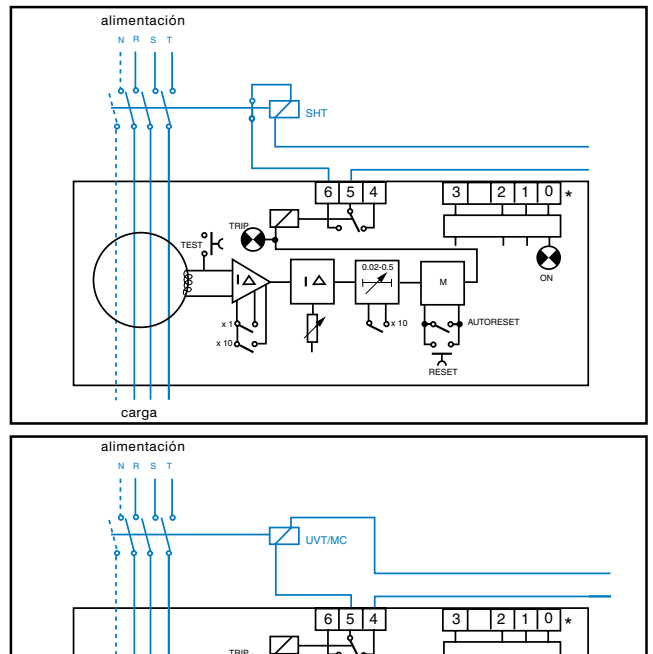 alimentación
N R S T
SHT
6 5 4 3 2 1 0 *
TRIP
TEST
ON
I Δ I Δ 0.02-0.5 M
x 1 x 10 AUTORESET
x 10
RESET
carga
alimentación
N R S T
UVT/MC
6 5 4 3 2 1 0 *
TRIP